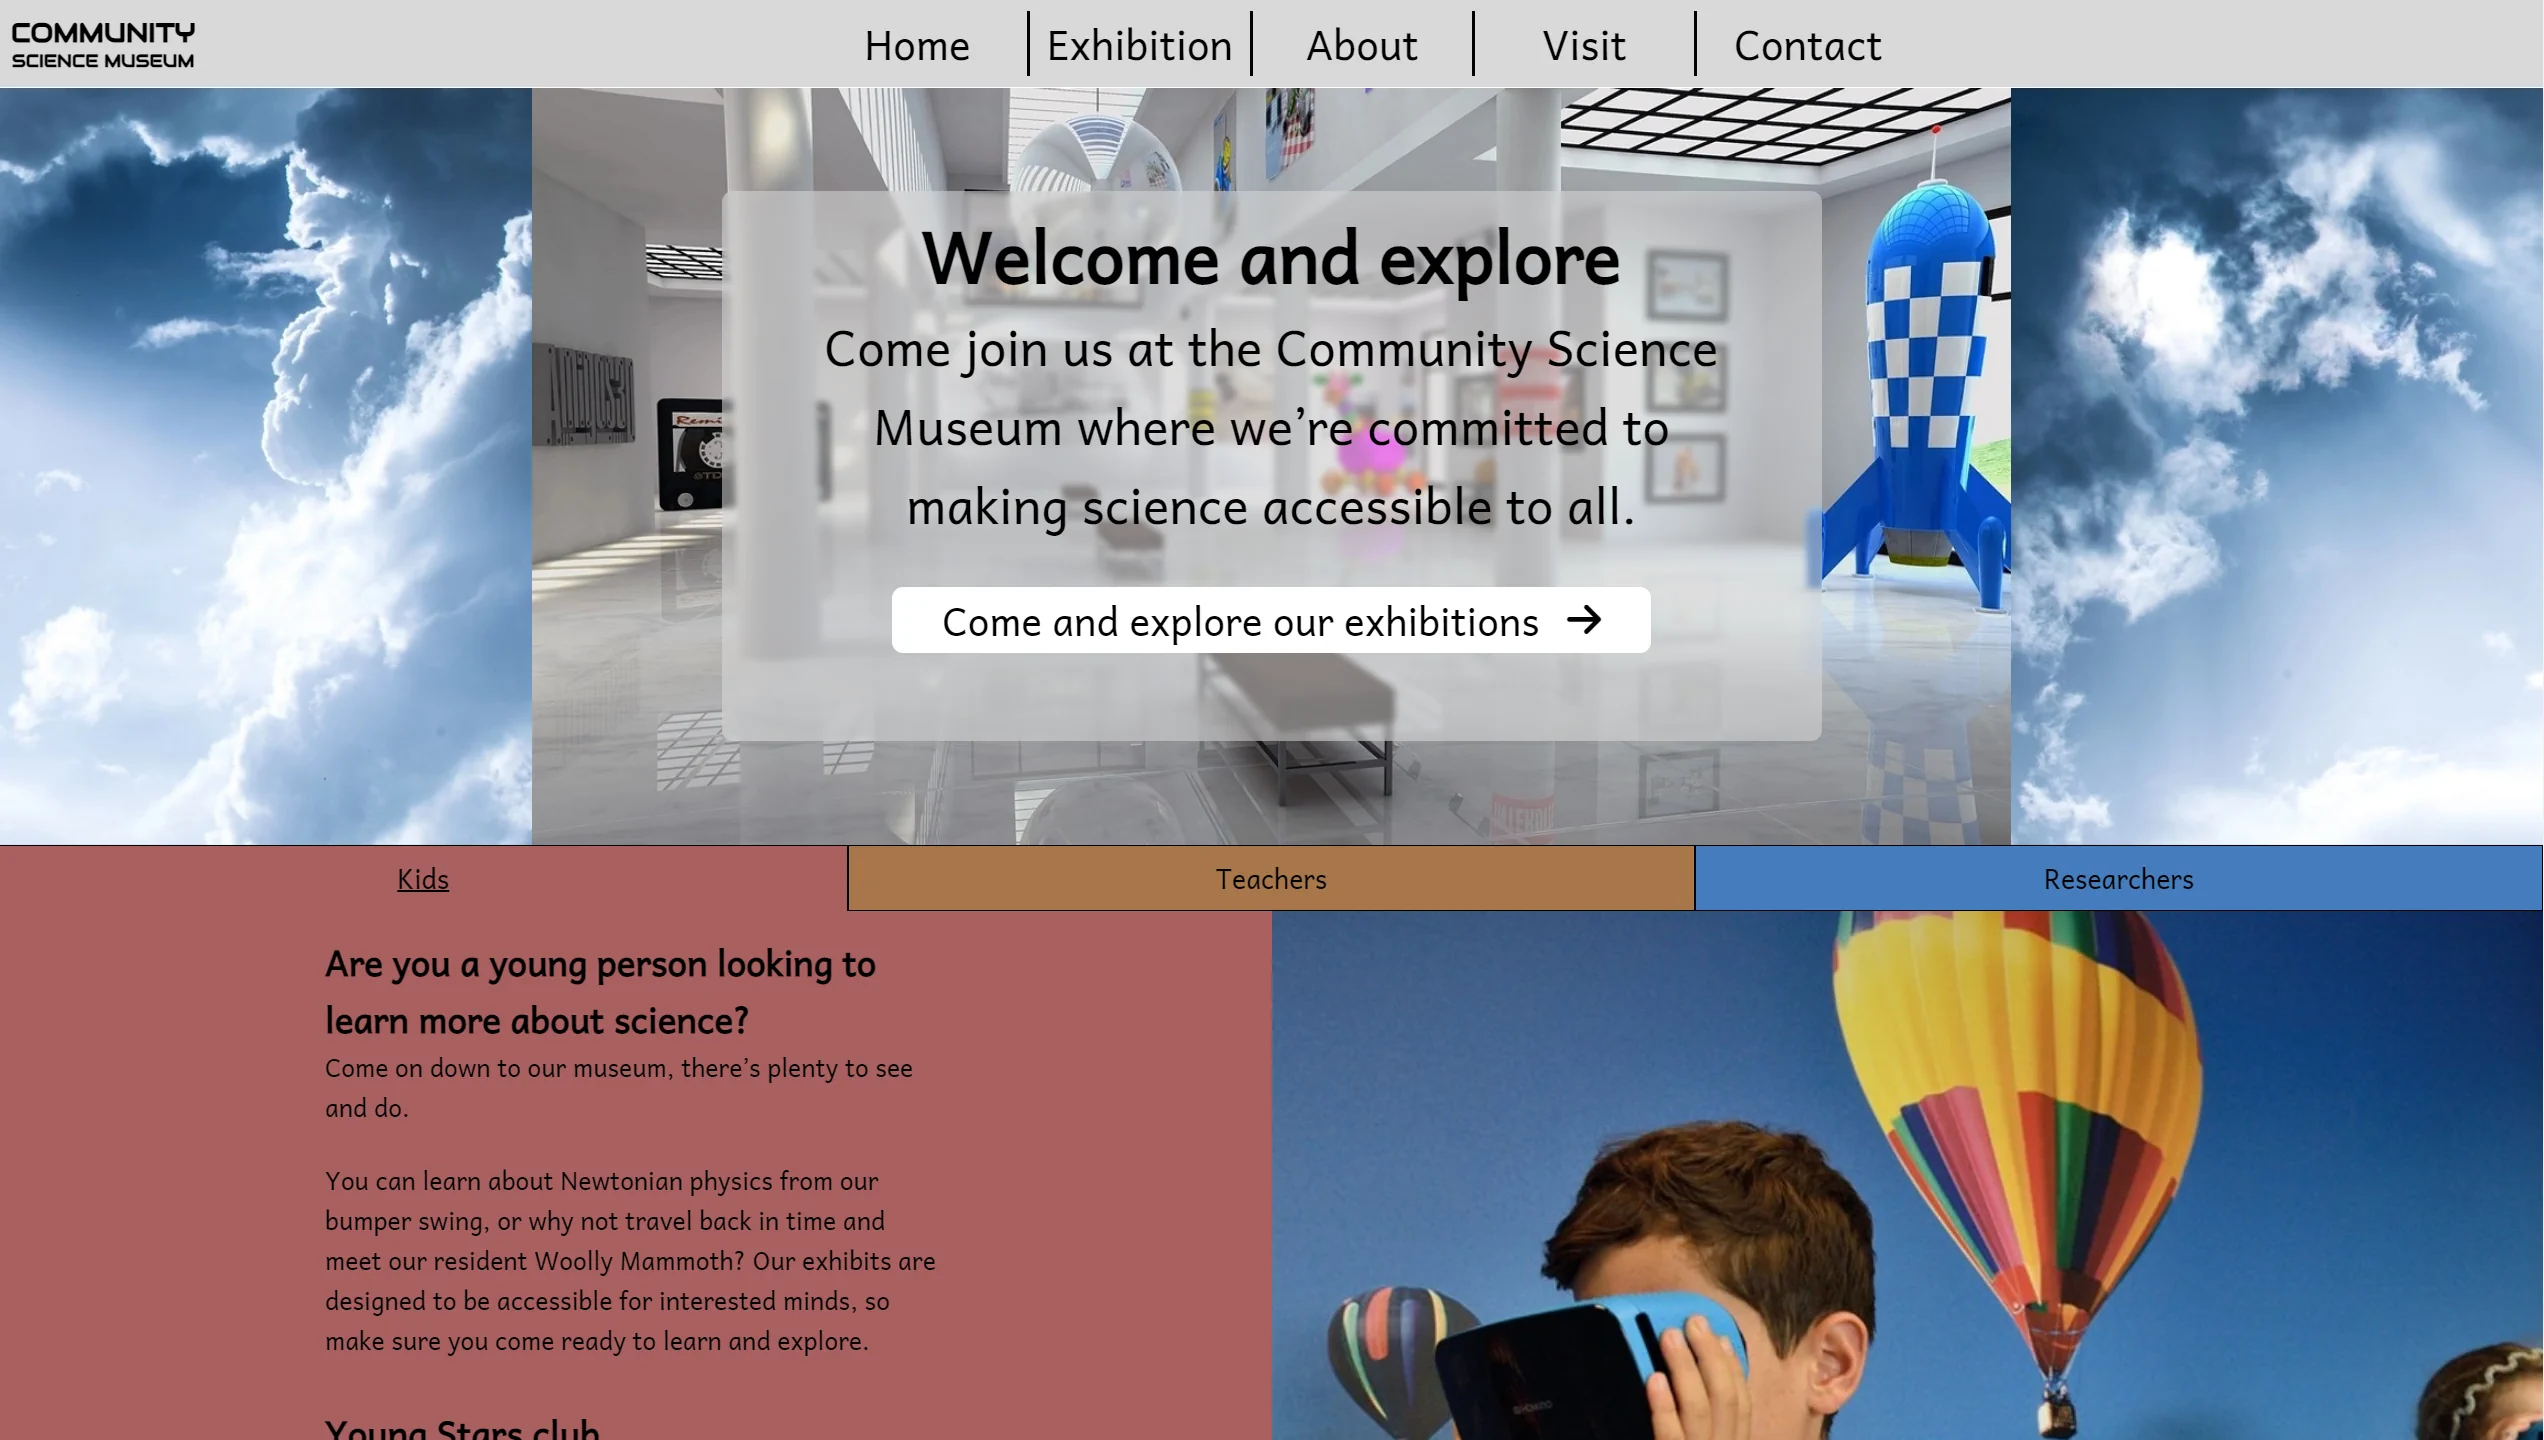 COMMUNITY
SCIENCE MUSEUM
Home
Exhibition
About
Visit
Contact
Welcome and explore
Come join us at the Community Science
Museum where we’re committed to
making science accessible to all.
Come and explore our exhibitions →
Kids
Teachers
Researchers
Are you a young person looking to
learn more about science?
Come on down to our museum, there’s plenty to see
and do.
You can learn about Newtonian physics from our
bumper swing, or why not travel back in time and
meet our resident Woolly Mammoth? Our exhibits are
designed to be accessible for interested minds, so
make sure you come ready to learn and explore.
Young Stars club